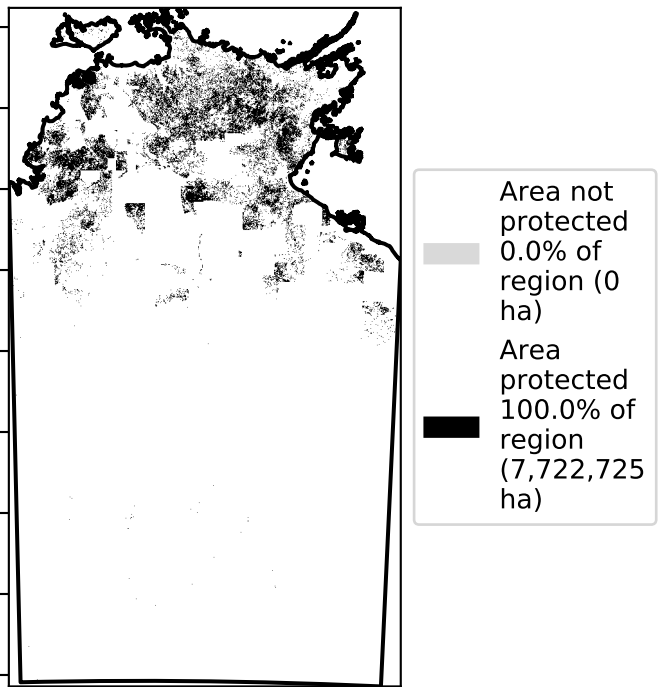 Area not
protected
0.0% of
region (0
ha)
Area
protected
100.0% of
region
(7,722,725
ha)